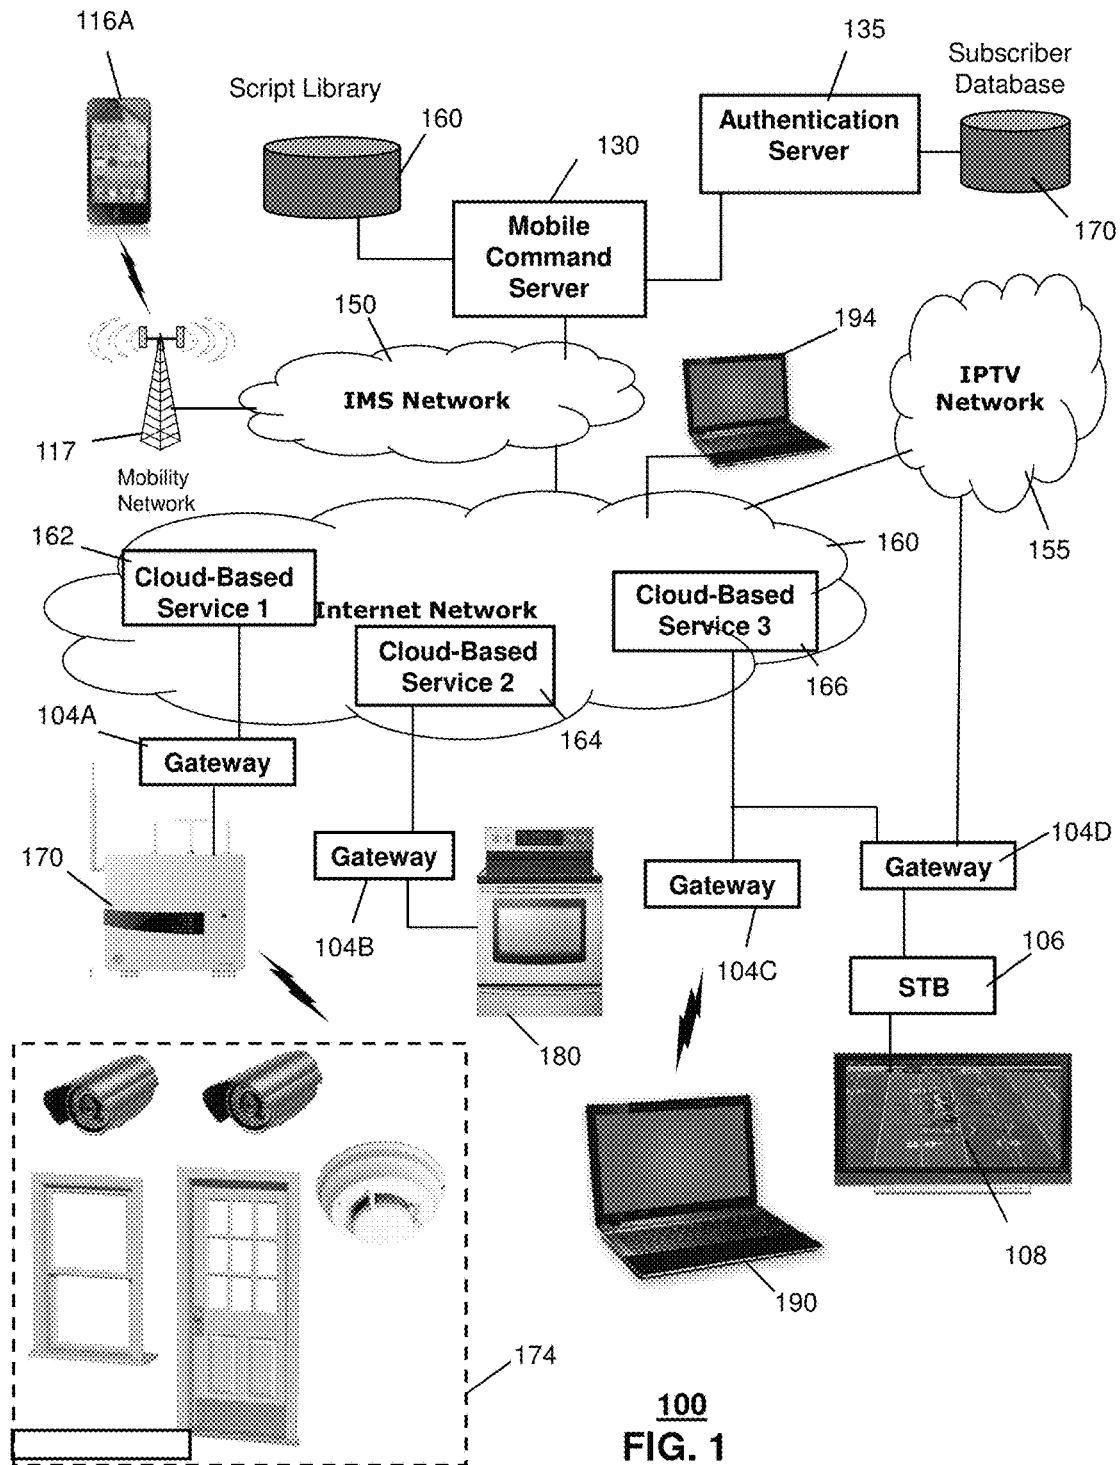 116A
135
Subscriber
Database
Script Library
160
130
Authentication
Server
170
Mobile
Command
Server
150
194
IMS Network
IPTV
Network
117
Mobility
Network
162
160
155
Cloud-Based
Service 1
Internet Network
Cloud-Based
Service 3
Cloud-Based
Service 2
166
104A
164
Gateway
170
104D
Gateway
Gateway
Gateway
104B
104C
106
STB
180
108
190
174
100
FIG. 1